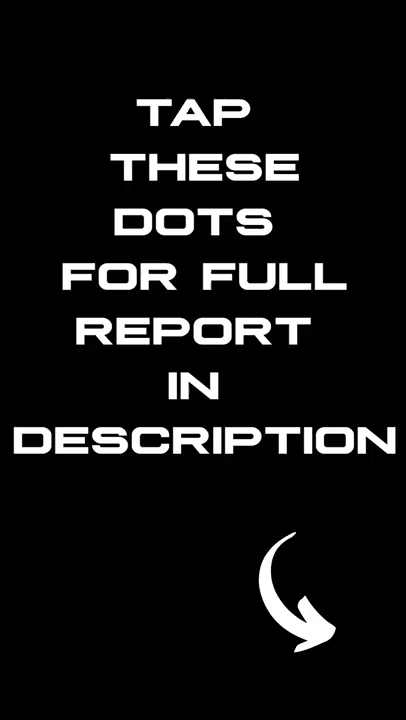 TAP
THESE
DOTS
FOR FULL
REPORT
IN
DESCRIPTION